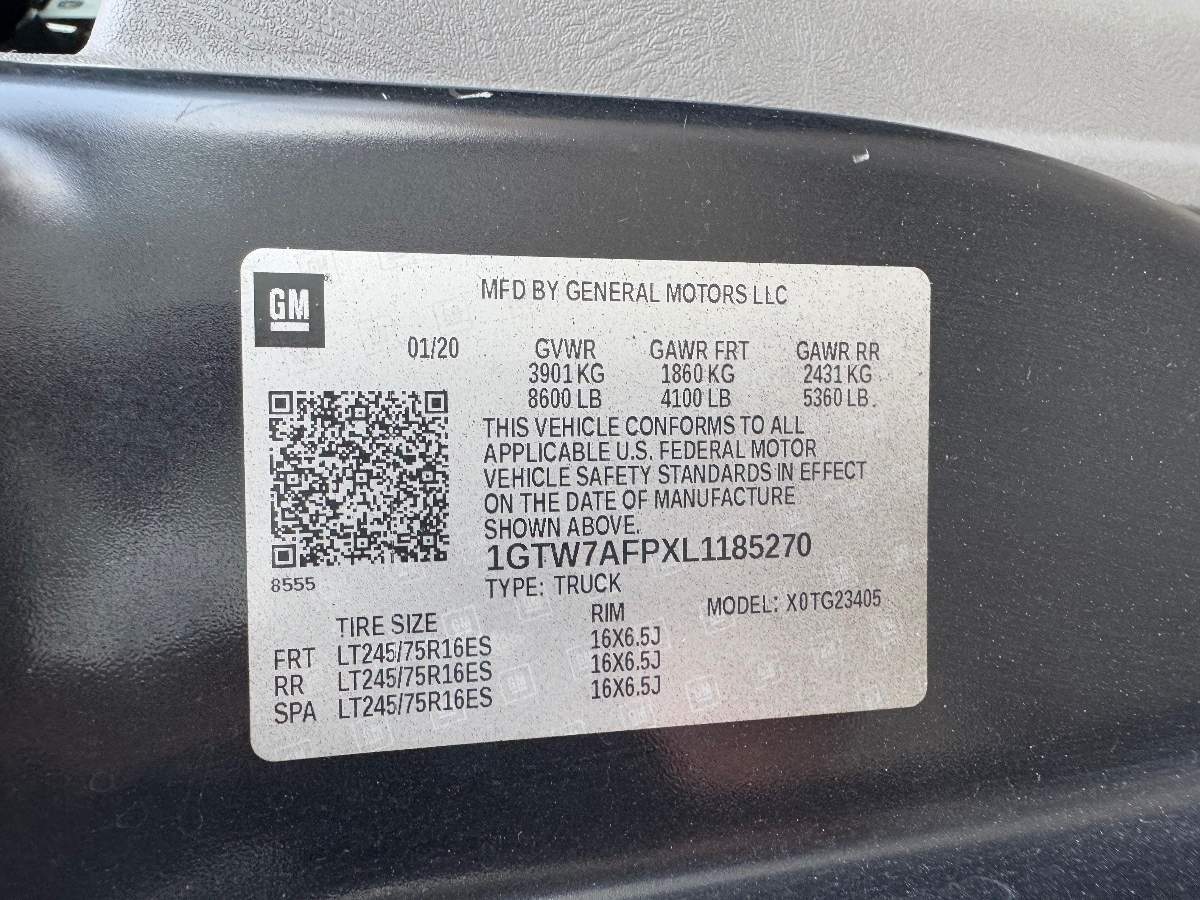 GM
MFD BY GENERAL MOTORS LLC
01/20 GVWR GAWR FRT GAWR RR
3901 KG 1860 KG 2431 KG
8600 LB 4100 LB 5360 LB.
THIS VEHICLE CONFORMS TO ALL
APPLICABLE U.S. FEDERAL MOTOR
VEHICLE SAFETY STANDARDS IN EFFECT
ON THE DATE OF MANUFACTURE
SHOWN ABOVE.
1GTW7AFPXL1185270
8555
TYPE: TRUCK
MODEL: X0TG23405
TIRE SIZE RIM
FRT LT245/75R16ES 16X6.5J
RR LT245/75R16ES 16X6.5J
SPA LT245/75R16ES 16X6.5J